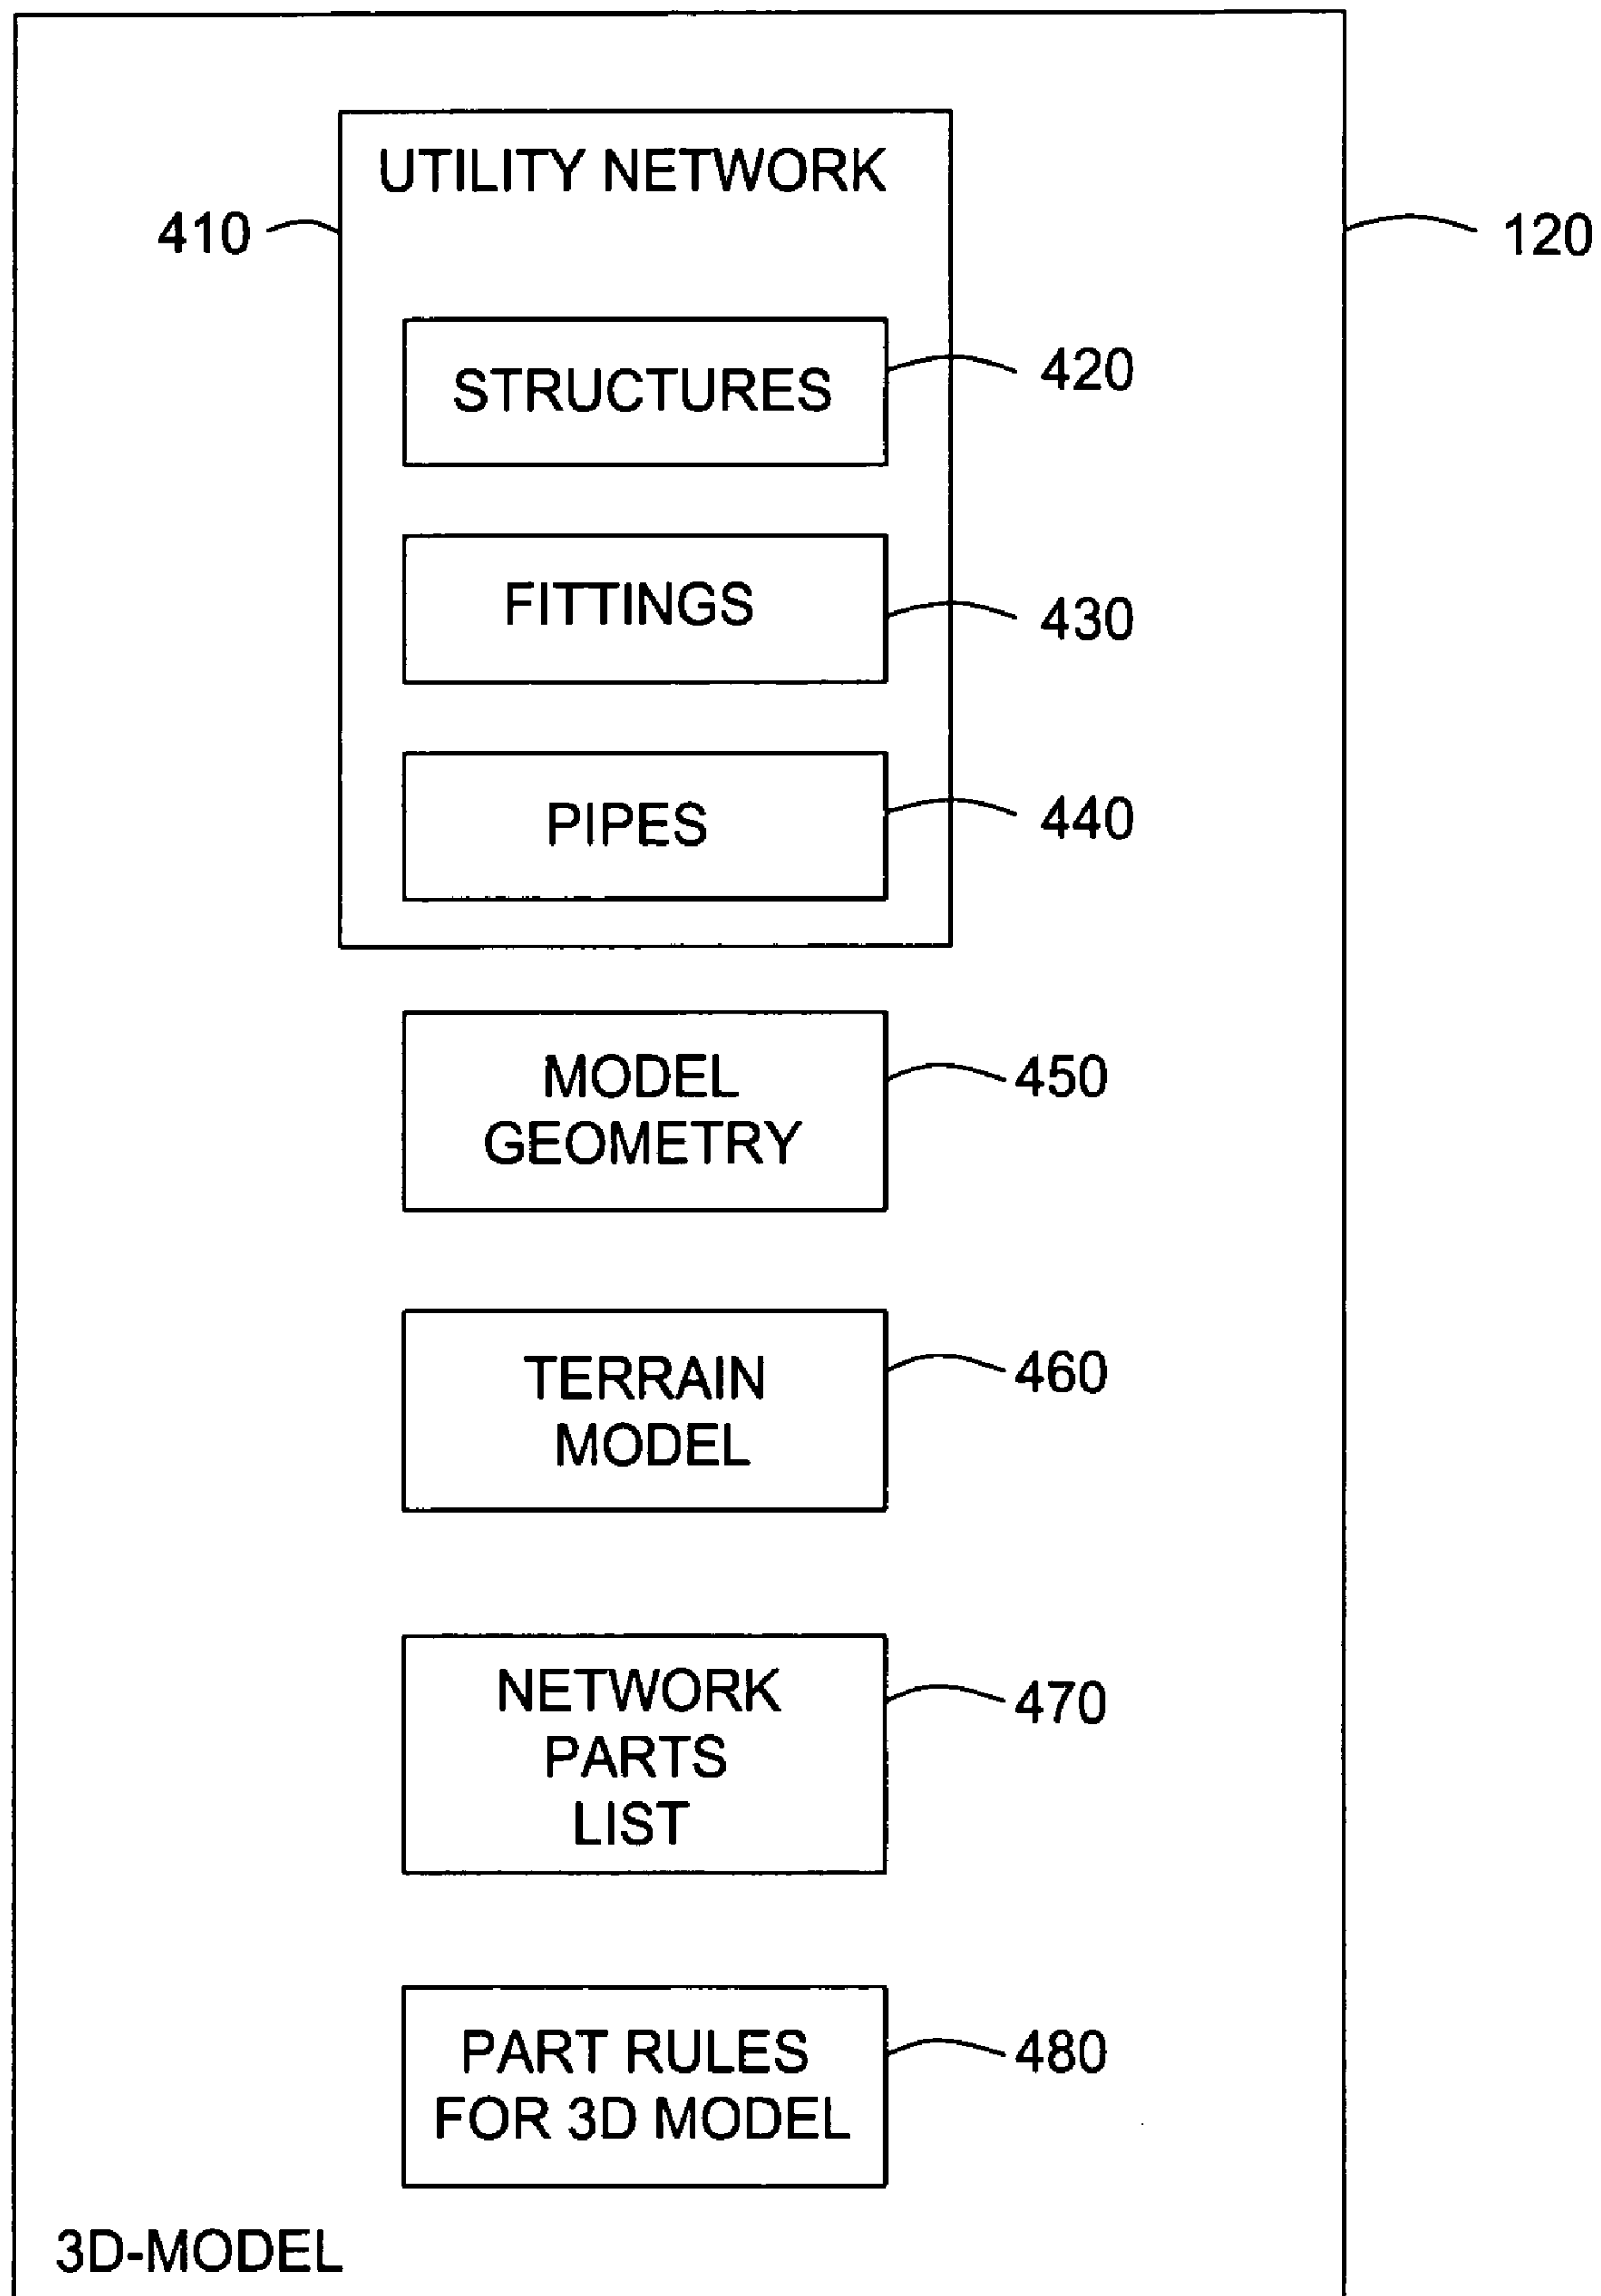 UTILITY NETWORK
410
120
STRUCTURES
420
FITTINGS
430
PIPES
440
MODEL
GEOMETRY
450
TERRAIN
MODEL
460
NETWORK
PARTS
LIST
470
PART RULES
FOR 3D MODEL
480
3D-MODEL